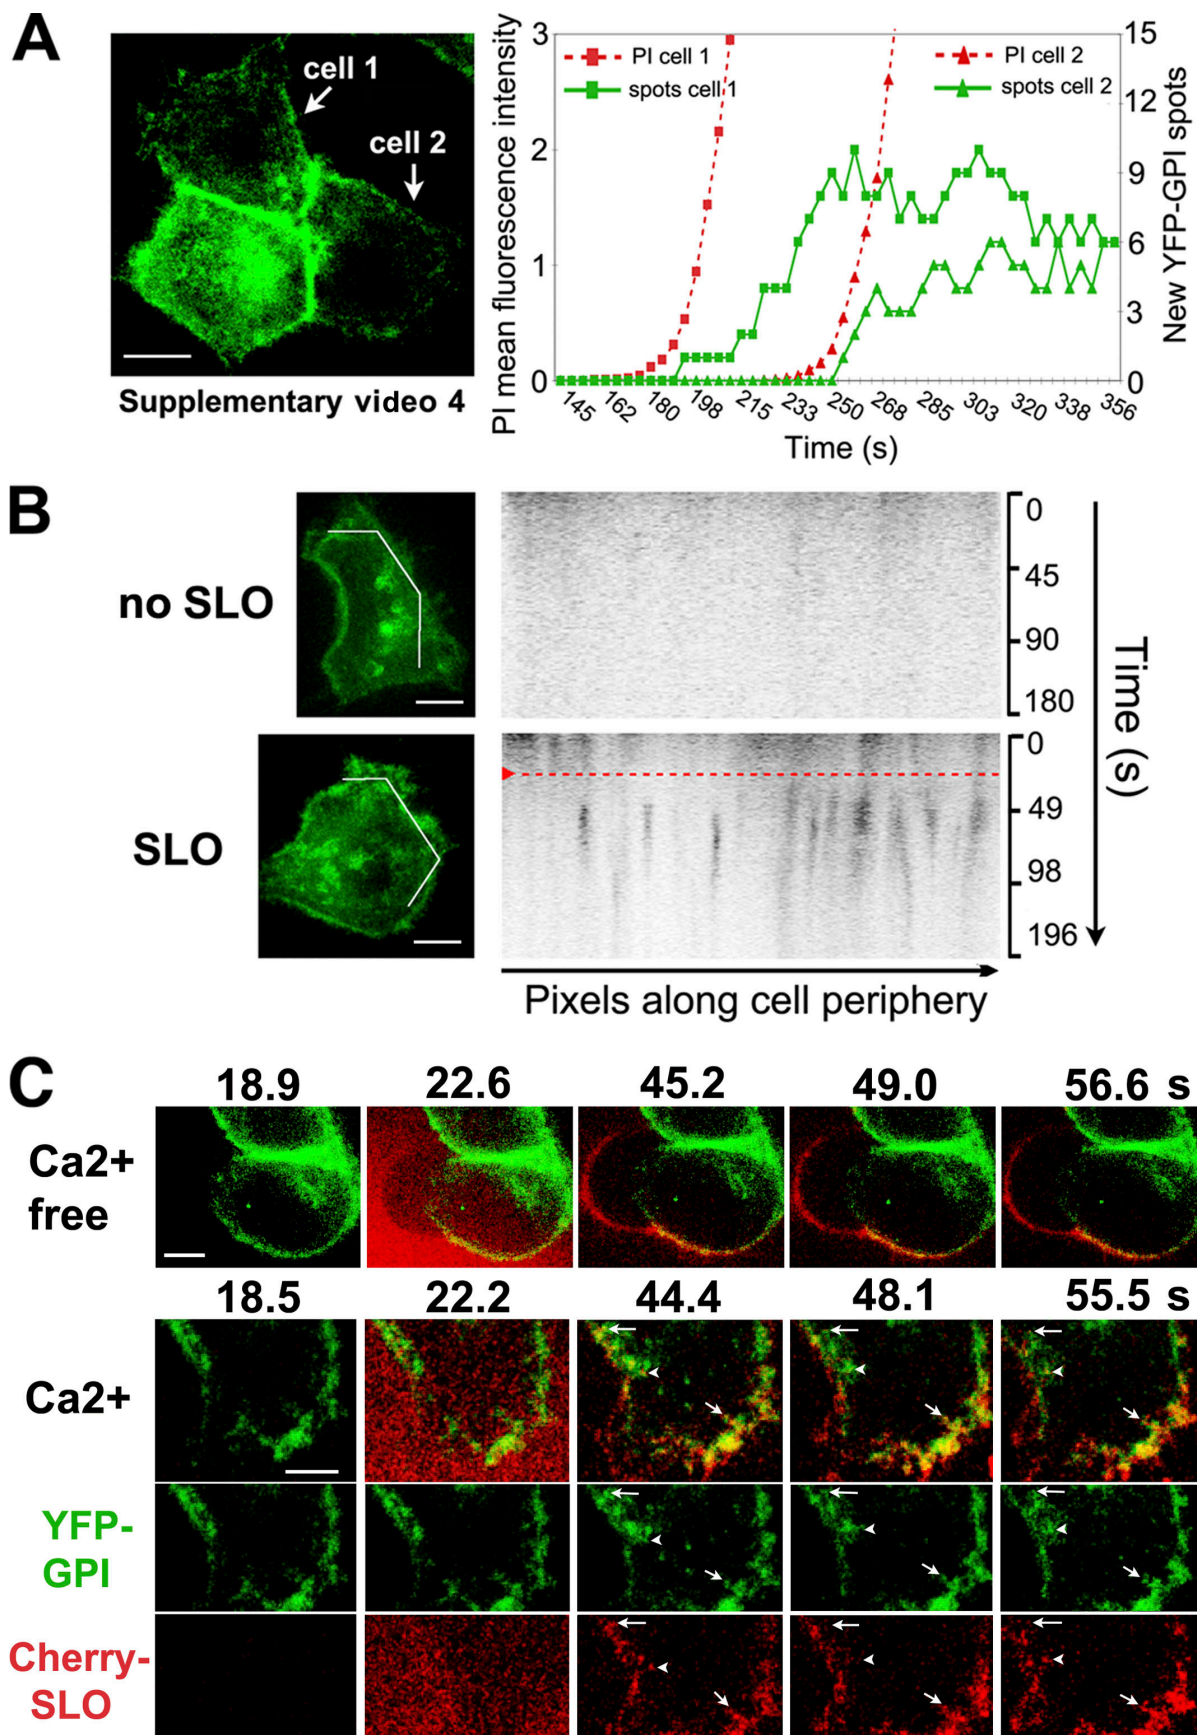 A
cell 1
cell 2
Supplementary video 4
PI mean fluorescence intensity
3
2
1
0
PI cell 1
spots cell 1
PI cell 2
spots cell 2
15
12
9
6
3
0
New YFP-GPI spots
145 162 180 198 215 233 250 268 285 303 320 338 356
Time (s)
B
no SLO
0
45
90
180
SLO
0
49
98
196
Time (s)
Pixels along cell periphery
C
18.9 22.6 45.2 49.0 56.6 s
Ca2+
free
18.5 22.2 44.4 48.1 55.5 s
Ca2+
YFP-
GPI
Cherry-
SLO